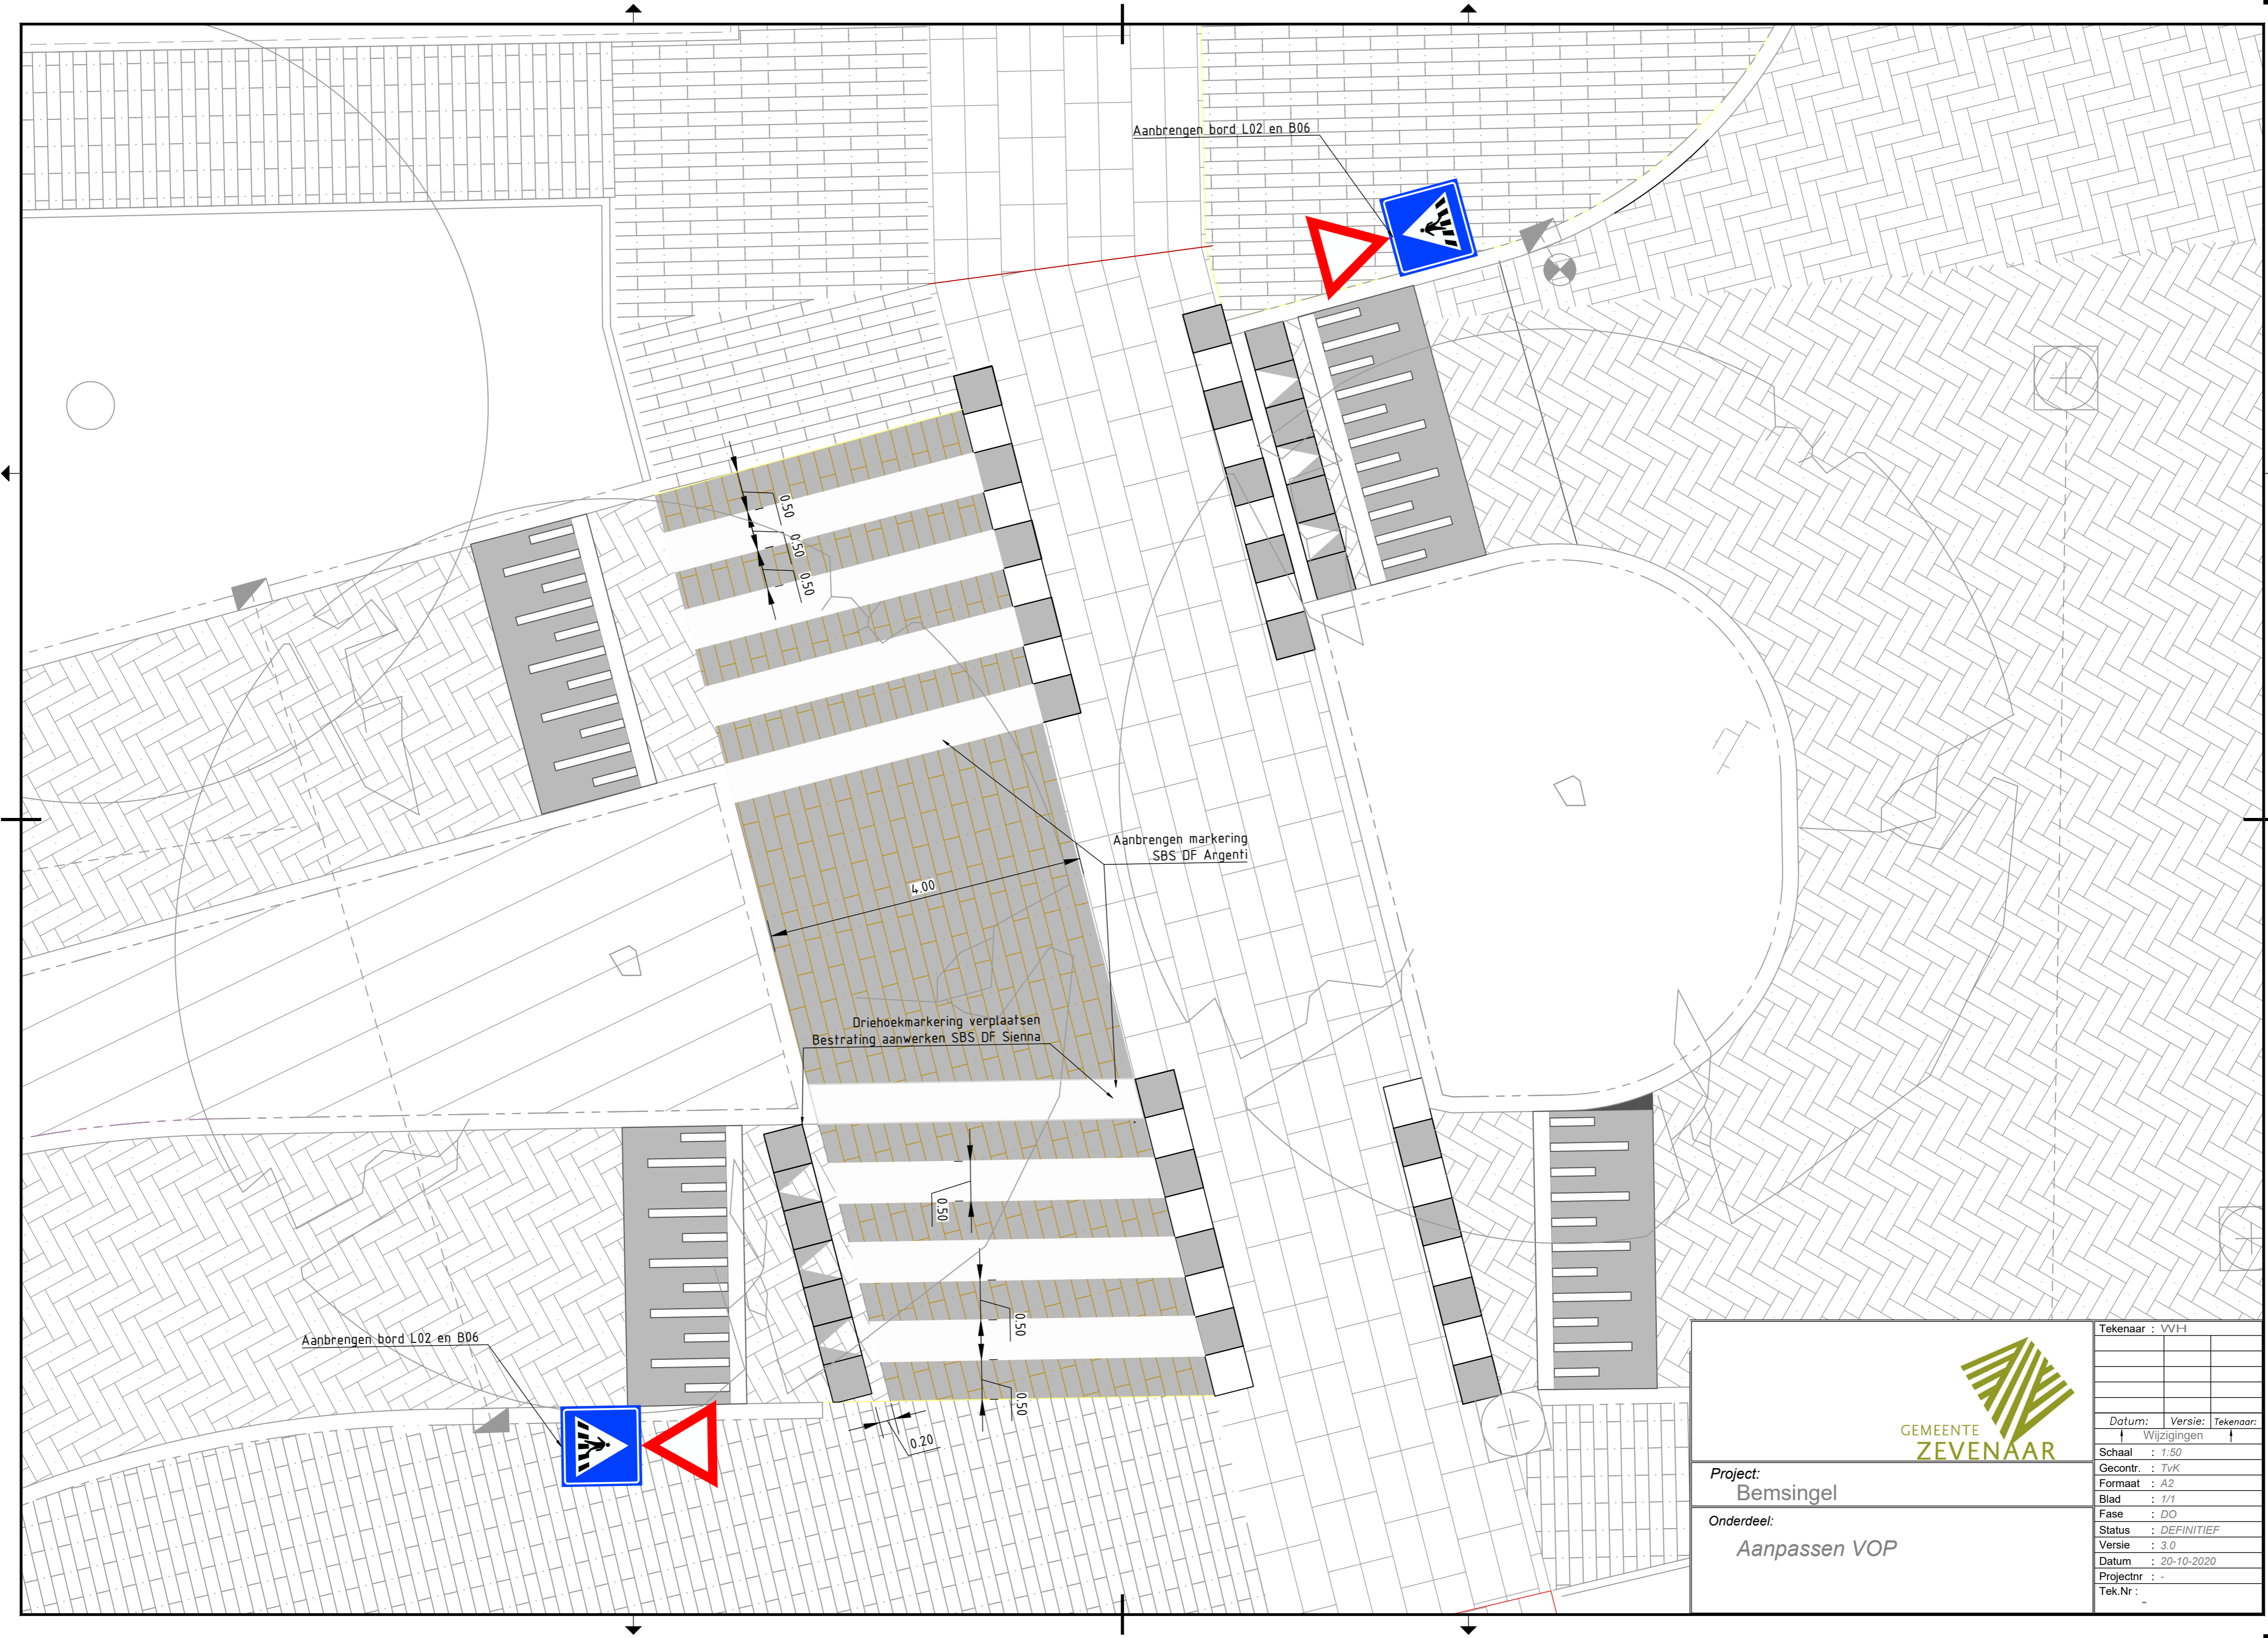 Aanbrengen bord L02 en B06
0.50
0.50
0.50
Aanbrengen markering
SBS DF Argenti
4.00
Driehoekmarkering verplaatsen
Bestrating aanwerken SBS DF Sienna
0.50
0.50
0.50
0.20
Aanbrengen bord L02 en B06
GEMEENTE
ZEVENAAR
Project:
Bemsingel
Onderdeel:
Aanpassen VOP
Tekenaar : WH
Datum: Versie: Tekenaar:
Wijzigingen
Schaal : 1:50
Gecontr. : TvK
Formaat : A2
Blad : 1/1
Fase : DO
Status : DEFINITIEF
Versie : 3.0
Datum : 20-10-2020
Projectnr : -
Tek.Nr :
-